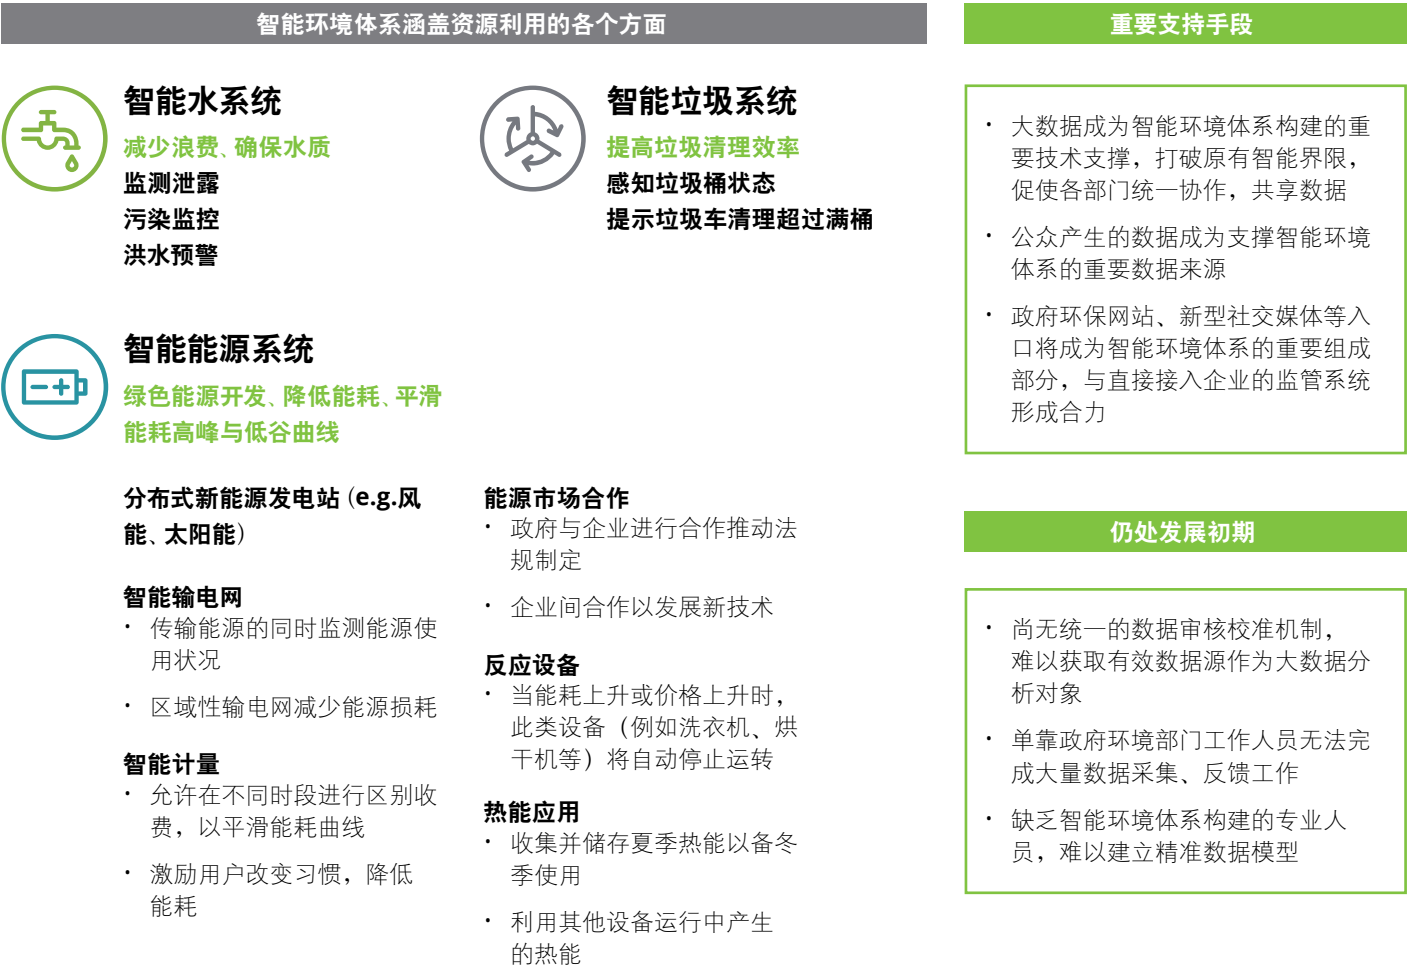 智能环境体系涵盖资源利用的各个方面
智能水系统
减少浪费、确保水质
监测泄露
污染监控
洪水预警
智能垃圾系统
提高垃圾清理效率
感知垃圾桶状态
提示垃圾车清理超过满桶
智能能源系统
绿色能源开发、降低能耗、平滑
能耗高峰与低谷曲线
分布式新能源发电站（e.g.风
能、太阳能）
智能输电网
· 传输能源的同时监测能源使
用状况
· 区域性输电网减少能源损耗
智能计量
· 允许在不同时段进行区别收
费，以平滑能耗曲线
· 激励用户改变习惯，降低
能耗
能源市场合作
· 政府与企业进行合作推动法
规制定
· 企业间合作以发展新技术
反应设备
· 当能耗上升或价格上升时，
此类设备（例如洗衣机、烘
干机等）将自动停止运转
热能应用
· 收集并储存夏季热能以备冬
季使用
· 利用其他设备运行中产生
的热能
重要支持手段
· 大数据成为智能环境体系构建的重
要技术支撑，打破原有智能界限，
促使各部门统一协作，共享数据
· 公众产生的数据成为支撑智能环境
体系的重要数据来源
· 政府环保网站、新型社交媒体等入
口将成为智能环境体系的重要组成
部分，与直接接入企业的监管系统
形成合力
仍处发展初期
· 尚无统一的数据审核校准机制，
难以获取有效数据源作为大数据分
析对象
· 单靠政府环境部门工作人员无法完
成大量数据采集、反馈工作
· 缺乏智能环境体系构建的专业人
员，难以建立精准数据模型